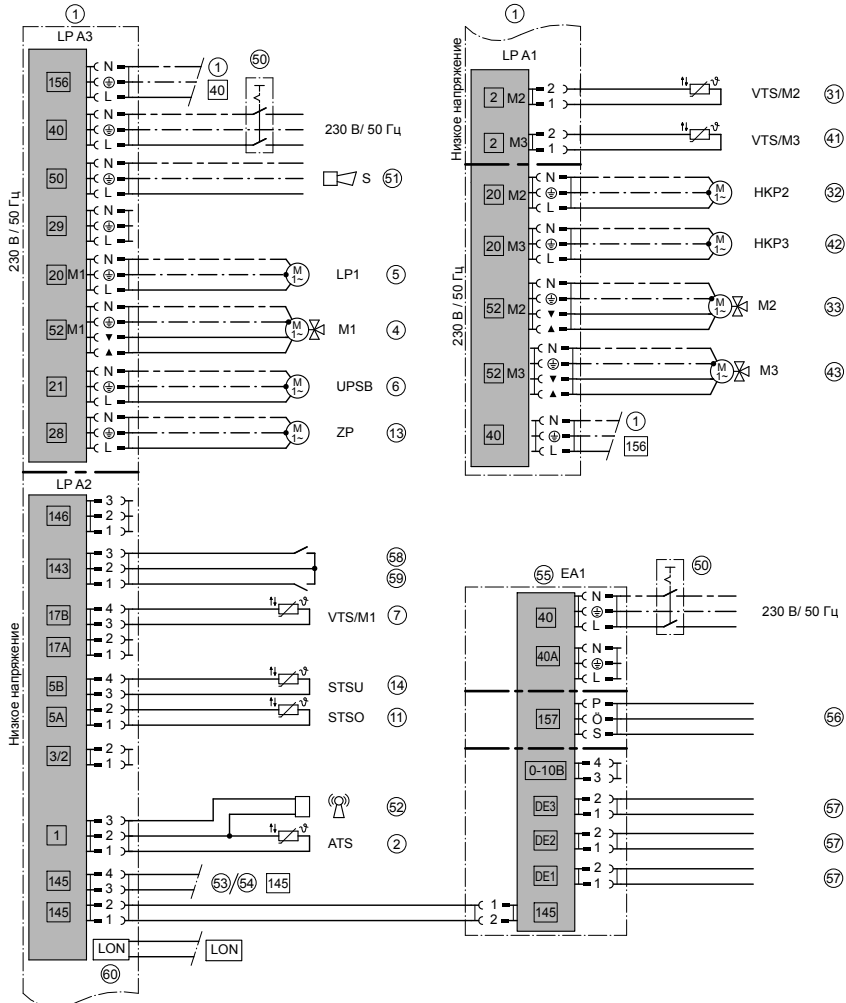 1
LP A3
230 В / 50 Гц
156
N
L
1
40
50
40
N
L
230 В/ 50 Гц
50
N
L
S
51
29
N
L
20 M1
N
L
M
1~
LP1
5
52 M1
N
M
1~
M1
4
21
N
L
M
1~
UPSB
6
28
N
L
M
1~
ZP
13
LP A2
Низкое напряжение
146
3
2
1
143
3
2
1
58
59
17B
4
3
ϑ
VTS/M1
7
17A
2
1
5B
4
3
ϑ
STSU
14
5A
2
1
ϑ
STSO
11
3/2
2
1
1
3
2
1
52
ϑ
ATS
2
145
4
3
53/54
145
145
2
1
LON
LON
60
1
LP A1
Низкое напряжение
2 M2
2
1
ϑ
VTS/M2
31
2 M3
2
1
ϑ
VTS/M3
41
230 В / 50 Гц
20 M2
N
L
M
1~
HKP2
32
20 M3
N
L
M
1~
HKP3
42
52 M2
N
M
1~
M2
33
52 M3
N
M
1~
M3
43
40
N
L
1
156
55
EA1
50
40
N
L
230 В/ 50 Гц
40A
N
L
157
P
Ö
S
56
0-10В
4
3
DE3
2
1
57
DE2
2
1
57
DE1
2
1
57
145
1
2